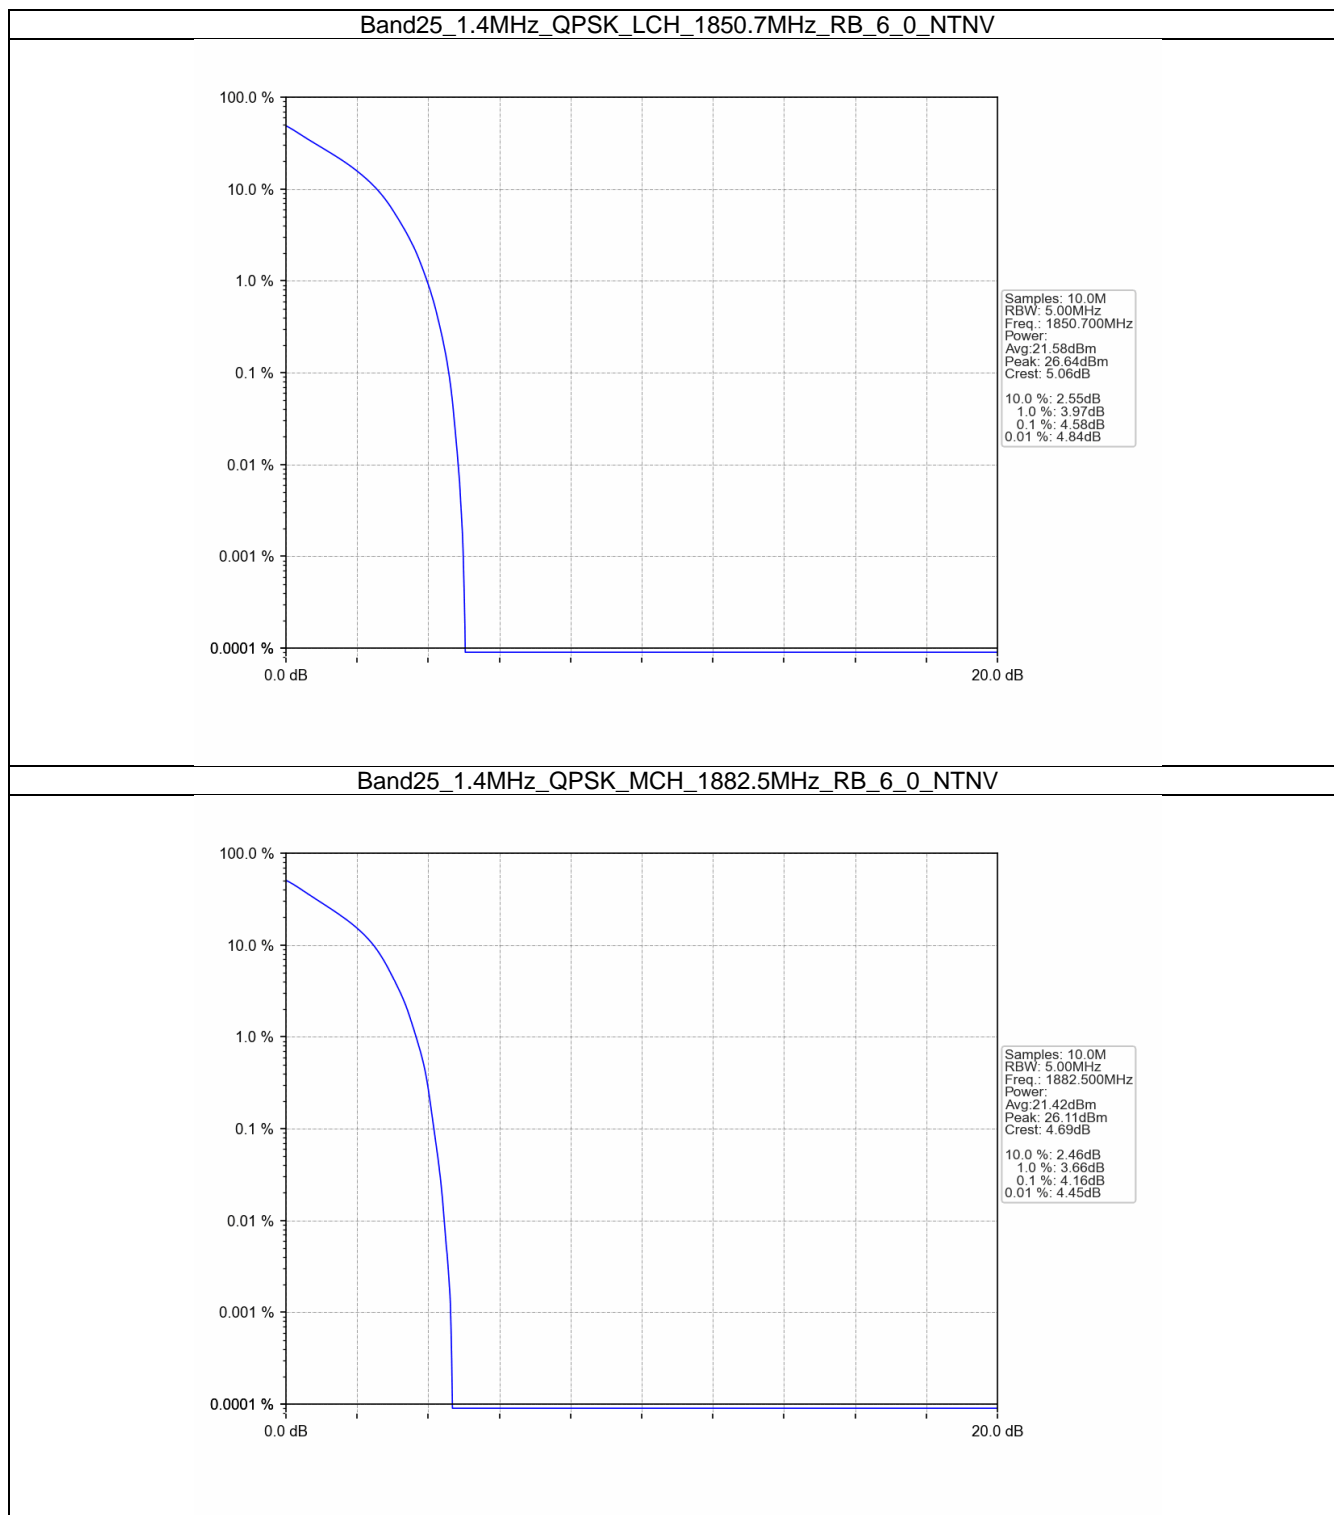 Band25_1.4MHz_QPSK_LCH_1850.7MHz_RB_6_0_NTNV
100.0 %
10.0 %
1.0 %
0.1 %
0.01 %
0.001 %
0.0001 %
0.0 dB
20.0 dB
Samples: 10.0M
RBW: 5.00MHz
Freq.: 1850.700MHz
Power:
Avg:21.58dBm
Peak: 26.64dBm
Crest: 5.06dB
10.0 %: 2.55dB
1.0 %: 3.97dB
0.1 %: 4.58dB
0.01 %: 4.84dB
Band25_1.4MHz_QPSK_MCH_1882.5MHz_RB_6_0_NTNV
100.0 %
10.0 %
1.0 %
0.1 %
0.01 %
0.001 %
0.0001 %
0.0 dB
20.0 dB
Samples: 10.0M
RBW: 5.00MHz
Freq.: 1882.500MHz
Power:
Avg:21.42dBm
Peak: 26.11dBm
Crest: 4.69dB
10.0 %: 2.46dB
1.0 %: 3.66dB
0.1 %: 4.16dB
0.01 %: 4.45dB